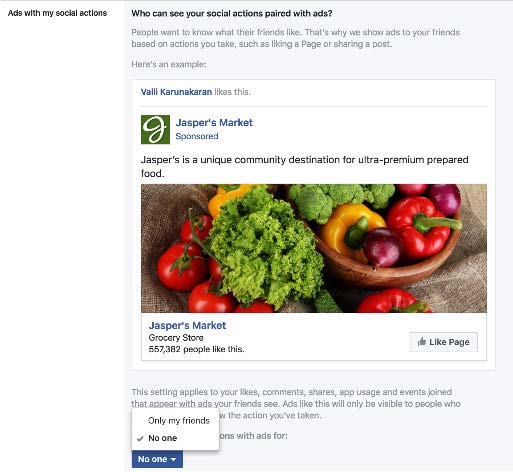 Ads with my social actions
Who can see your social actions paired with ads?
People want to know what their friends like. That's why we show ads to your friends
based on actions you take, such as liking a Page or sharing a post.
Here's an example:
Valli Karunakaran likes this.
Jasper's Market
Sponsored
Jasper's is a unique community destination for ultra-premium prepared
food.
Jasper's Market
Grocery Store
557,382 people like this.
Like Page
This setting applies to your likes, comments, shares, app usage and events joined
that appear with ads your friends see. Ads like this will only be visible to people who
the action you've taken.
Only my friends
No one
with ads for:
No one